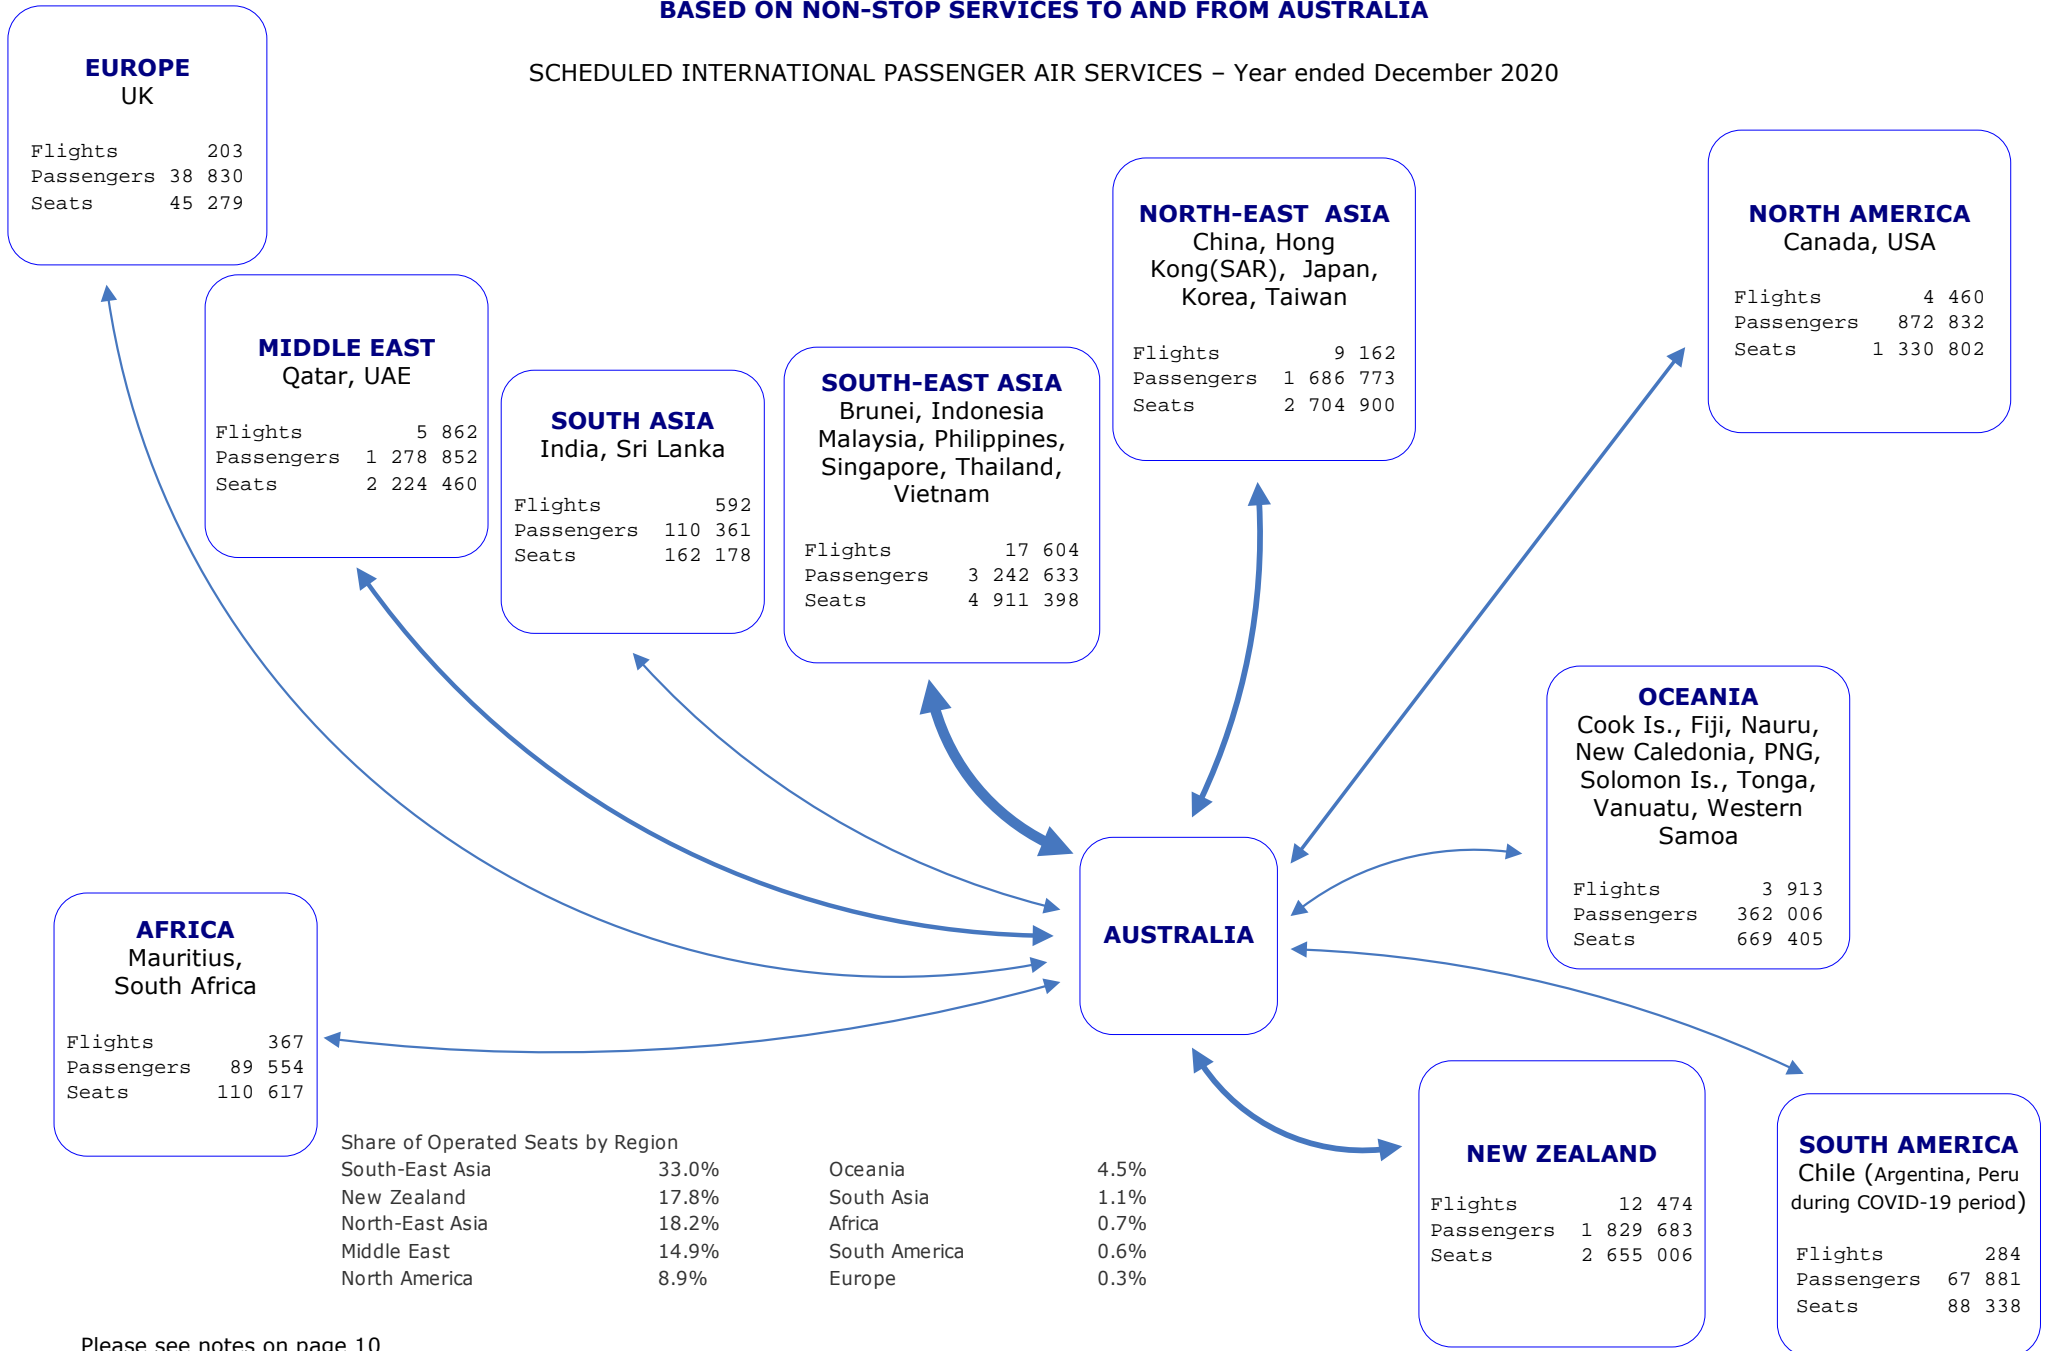 BASED ON NON-STOP SERVICES TO AND FROM AUSTRALIA
SCHEDULED INTERNATIONAL PASSENGER AIR SERVICES – Year ended December 2020
EUROPE
UK
Flights 203
Passengers 38 830
Seats 45 279
MIDDLE EAST
Qatar, UAE
Flights 5 862
Passengers 1 278 852
Seats 2 224 460
SOUTH ASIA
India, Sri Lanka
Flights 592
Passengers 110 361
Seats 162 178
SOUTH-EAST ASIA
Brunei, Indonesia
Malaysia, Philippines,
Singapore, Thailand,
Vietnam
Flights 17 604
Passengers 3 242 633
Seats 4 911 398
NORTH-EAST ASIA
China, Hong
Kong(SAR), Japan,
Korea, Taiwan
Flights 9 162
Passengers 1 686 773
Seats 2 704 900
NORTH AMERICA
Canada, USA
Flights 4 460
Passengers 872 832
Seats 1 330 802
OCEANIA
Cook Is., Fiji, Nauru,
New Caledonia, PNG,
Solomon Is., Tonga,
Vanuatu, Western
Samoa
Flights 3 913
Passengers 362 006
Seats 669 405
AUSTRALIA
AFRICA
Mauritius,
South Africa
Flights 367
Passengers 89 554
Seats 110 617
NEW ZEALAND
Flights 12 474
Passengers 1 829 683
Seats 2 655 006
SOUTH AMERICA
Chile (Argentina, Peru
during COVID-19 period)
Flights 284
Passengers 67 881
Seats 88 338
Share of Operated Seats by Region
South-East Asia 33.0% Oceania 4.5%
New Zealand 17.8% South Asia 1.1%
North-East Asia 18.2% Africa 0.7%
Middle East 14.9% South America 0.6%
North America 8.9% Europe 0.3%
Please see notes on page 10